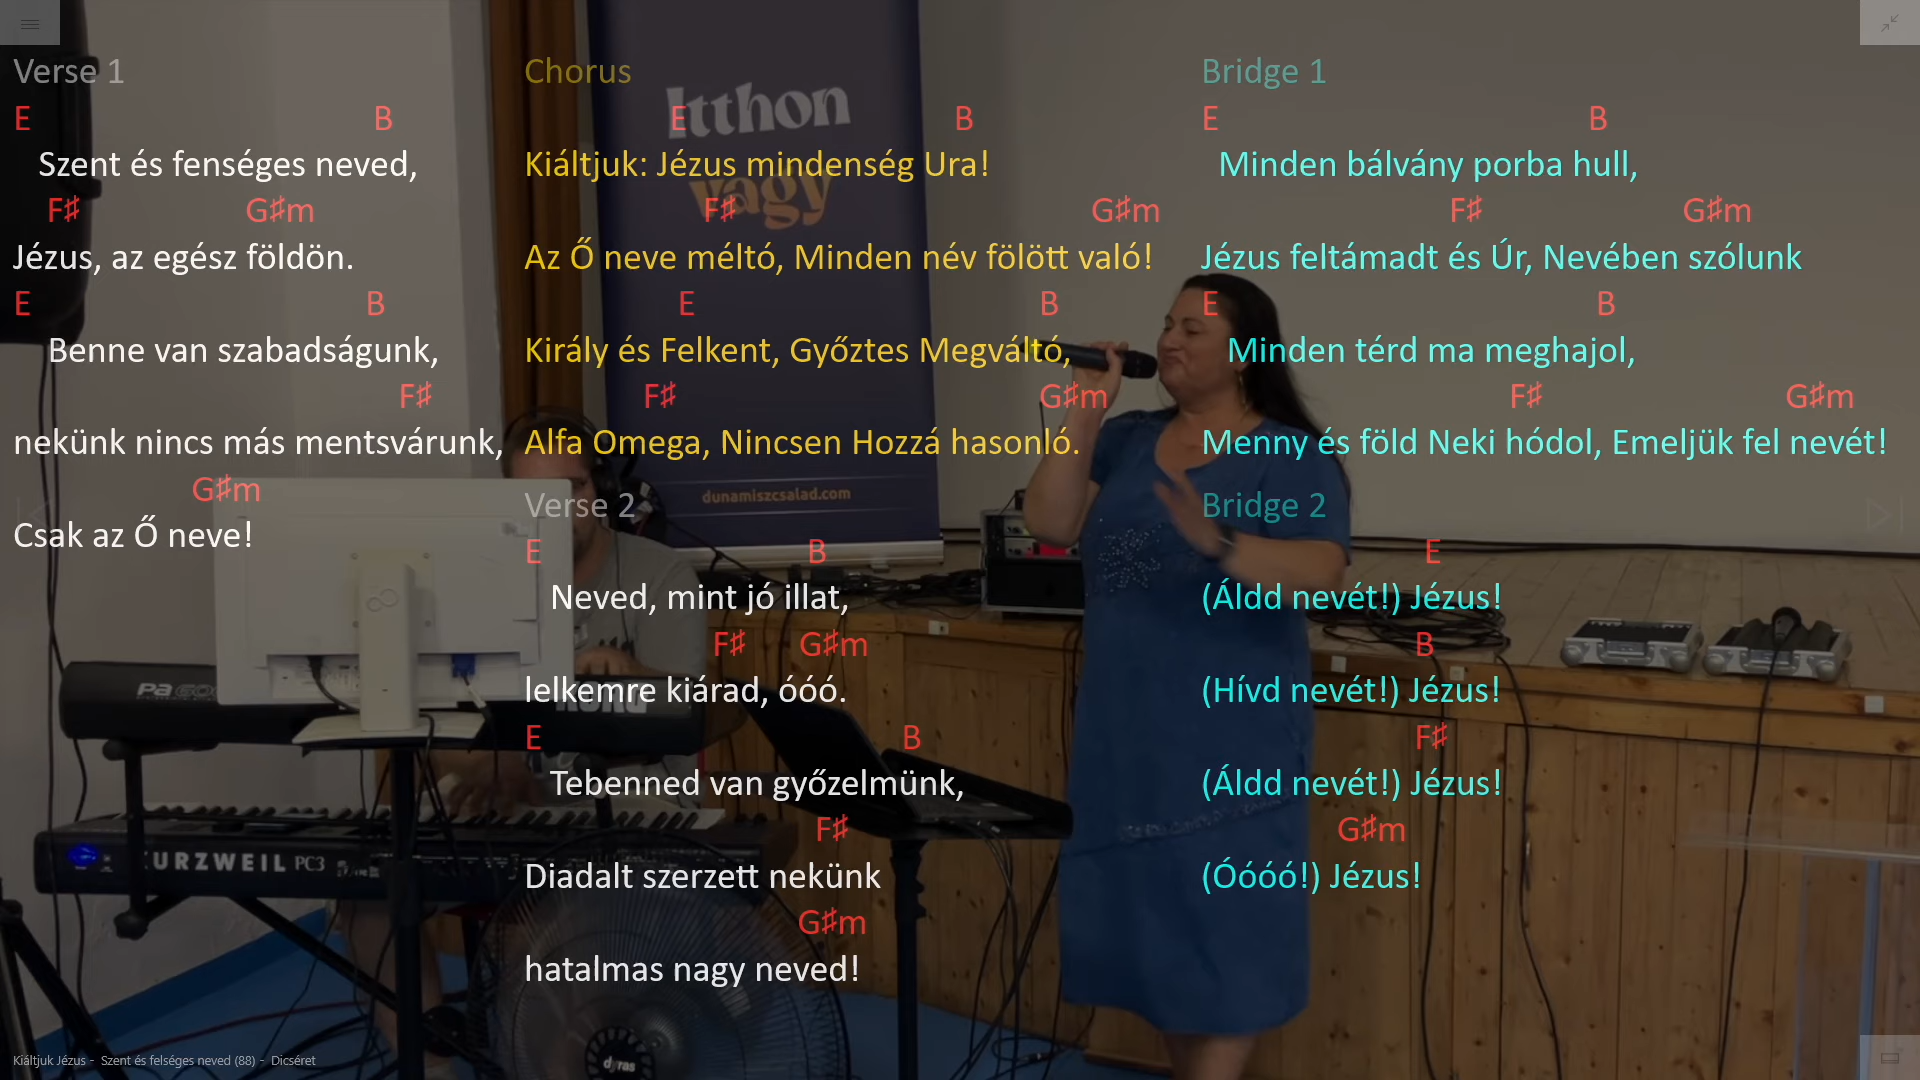 Verse 1
E B
Szent és fenséges neved,
F♯ G♯m
Jézus, az egész földön.
E B
Benne van szabadságunk,
F♯
nekünk nincs más mentsvárunk,
G♯m
Csak az Ő neve!
Chorus
E B
Kiáltjuk: Jézus mindenség Ura!
F♯ G♯m
Az Ő neve méltó, Minden név fölött való!
E B
Király és Felkent, Győztes Megváltó,
F♯ G♯m
Alfa Omega, Nincsen Hozzá hasonló.
Verse 2
E B
Neved, mint jó illat,
F♯ G♯m
lelkemre kiárad, óóó.
E B
Tebenned van győzelmünk,
F♯
Diadalt szerzett nekünk
G♯m
hatalmas nagy neved!
Bridge 1
E B
Minden bálvány porba hull,
F♯ G♯m
Jézus feltámadt és Úr, Nevében szólunk
E B
Minden térd ma meghajol,
F♯ G♯m
Menny és föld Neki hódol, Emeljük fel nevét!
Bridge 2
E
(Áldd nevét!) Jézus!
B
(Hívd nevét!) Jézus!
F♯
(Áldd nevét!) Jézus!
G♯m
(Óóóó!) Jézus!
Itthon
vagy
dunamiszcsalad.com
KORG
KURZWEIL PC3
dyras
Kiáltjuk Jézus - Szent és felséges neved (88) - Dicséret